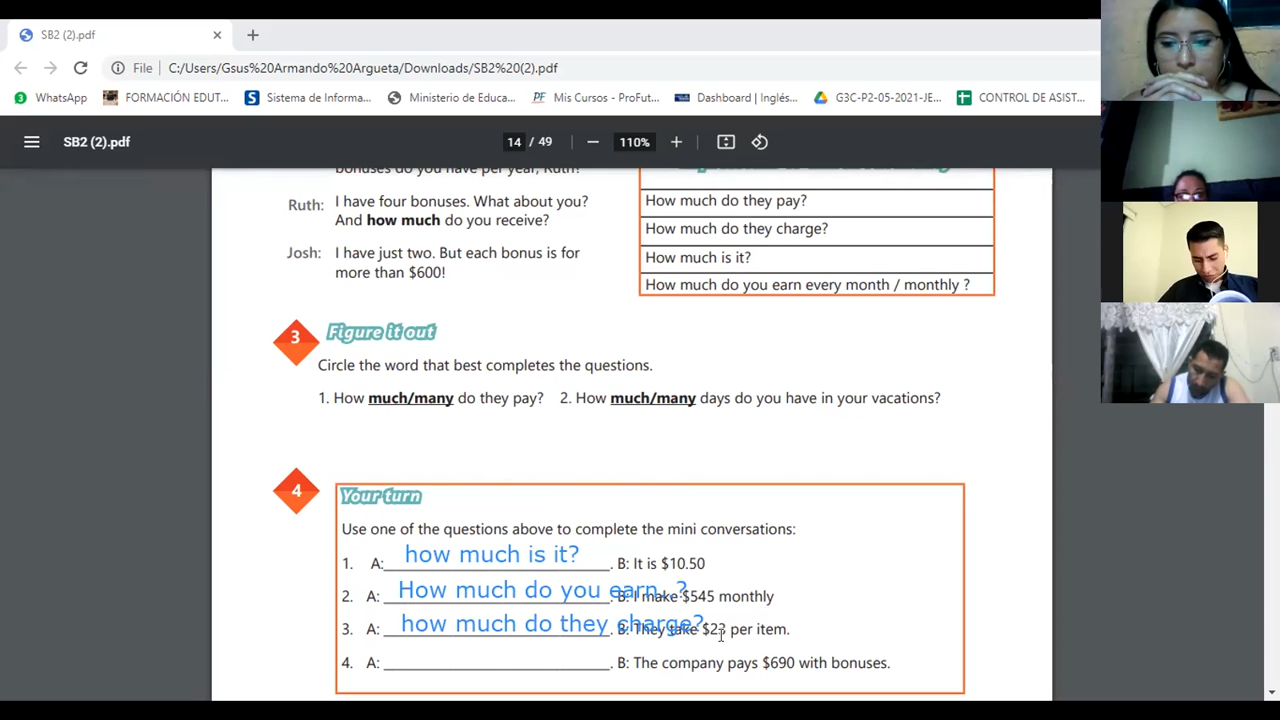 SB2 (2).pdf
File C:/Users/Gsus%20Armando%20Argueta/Downloads/SB2%20(2).pdf
WhatsApp FORMACIÓN EDUT... Sistema de Informa... Ministerio de Educa... Mis Cursos - ProFut... Dashboard | Inglés... G3C-P2-05-2021-JE... CONTROL DE ASIST...
SB2 (2).pdf 14 / 49 110%
bonuses do you have per year, Ruth?
Ruth: I have four bonuses. What about you?
And how much do you receive?
Josh: I have just two. But each bonus is for
more than $600!
How much do they pay?
How much do they charge?
How much is it?
How much do you earn every month / monthly ?
3 Figure it out
Circle the word that best completes the questions.
1. How much/many do they pay? 2. How much/many days do you have in your vacations?
4 Your turn
Use one of the questions above to complete the mini conversations:
1. A: how much is it? . B: It is $10.50
2. A: How much do you earn...? . B: I make $545 monthly
3. A: how much do they charge? . B: They take $23 per item.
4. A: . B: The company pays $690 with bonuses.